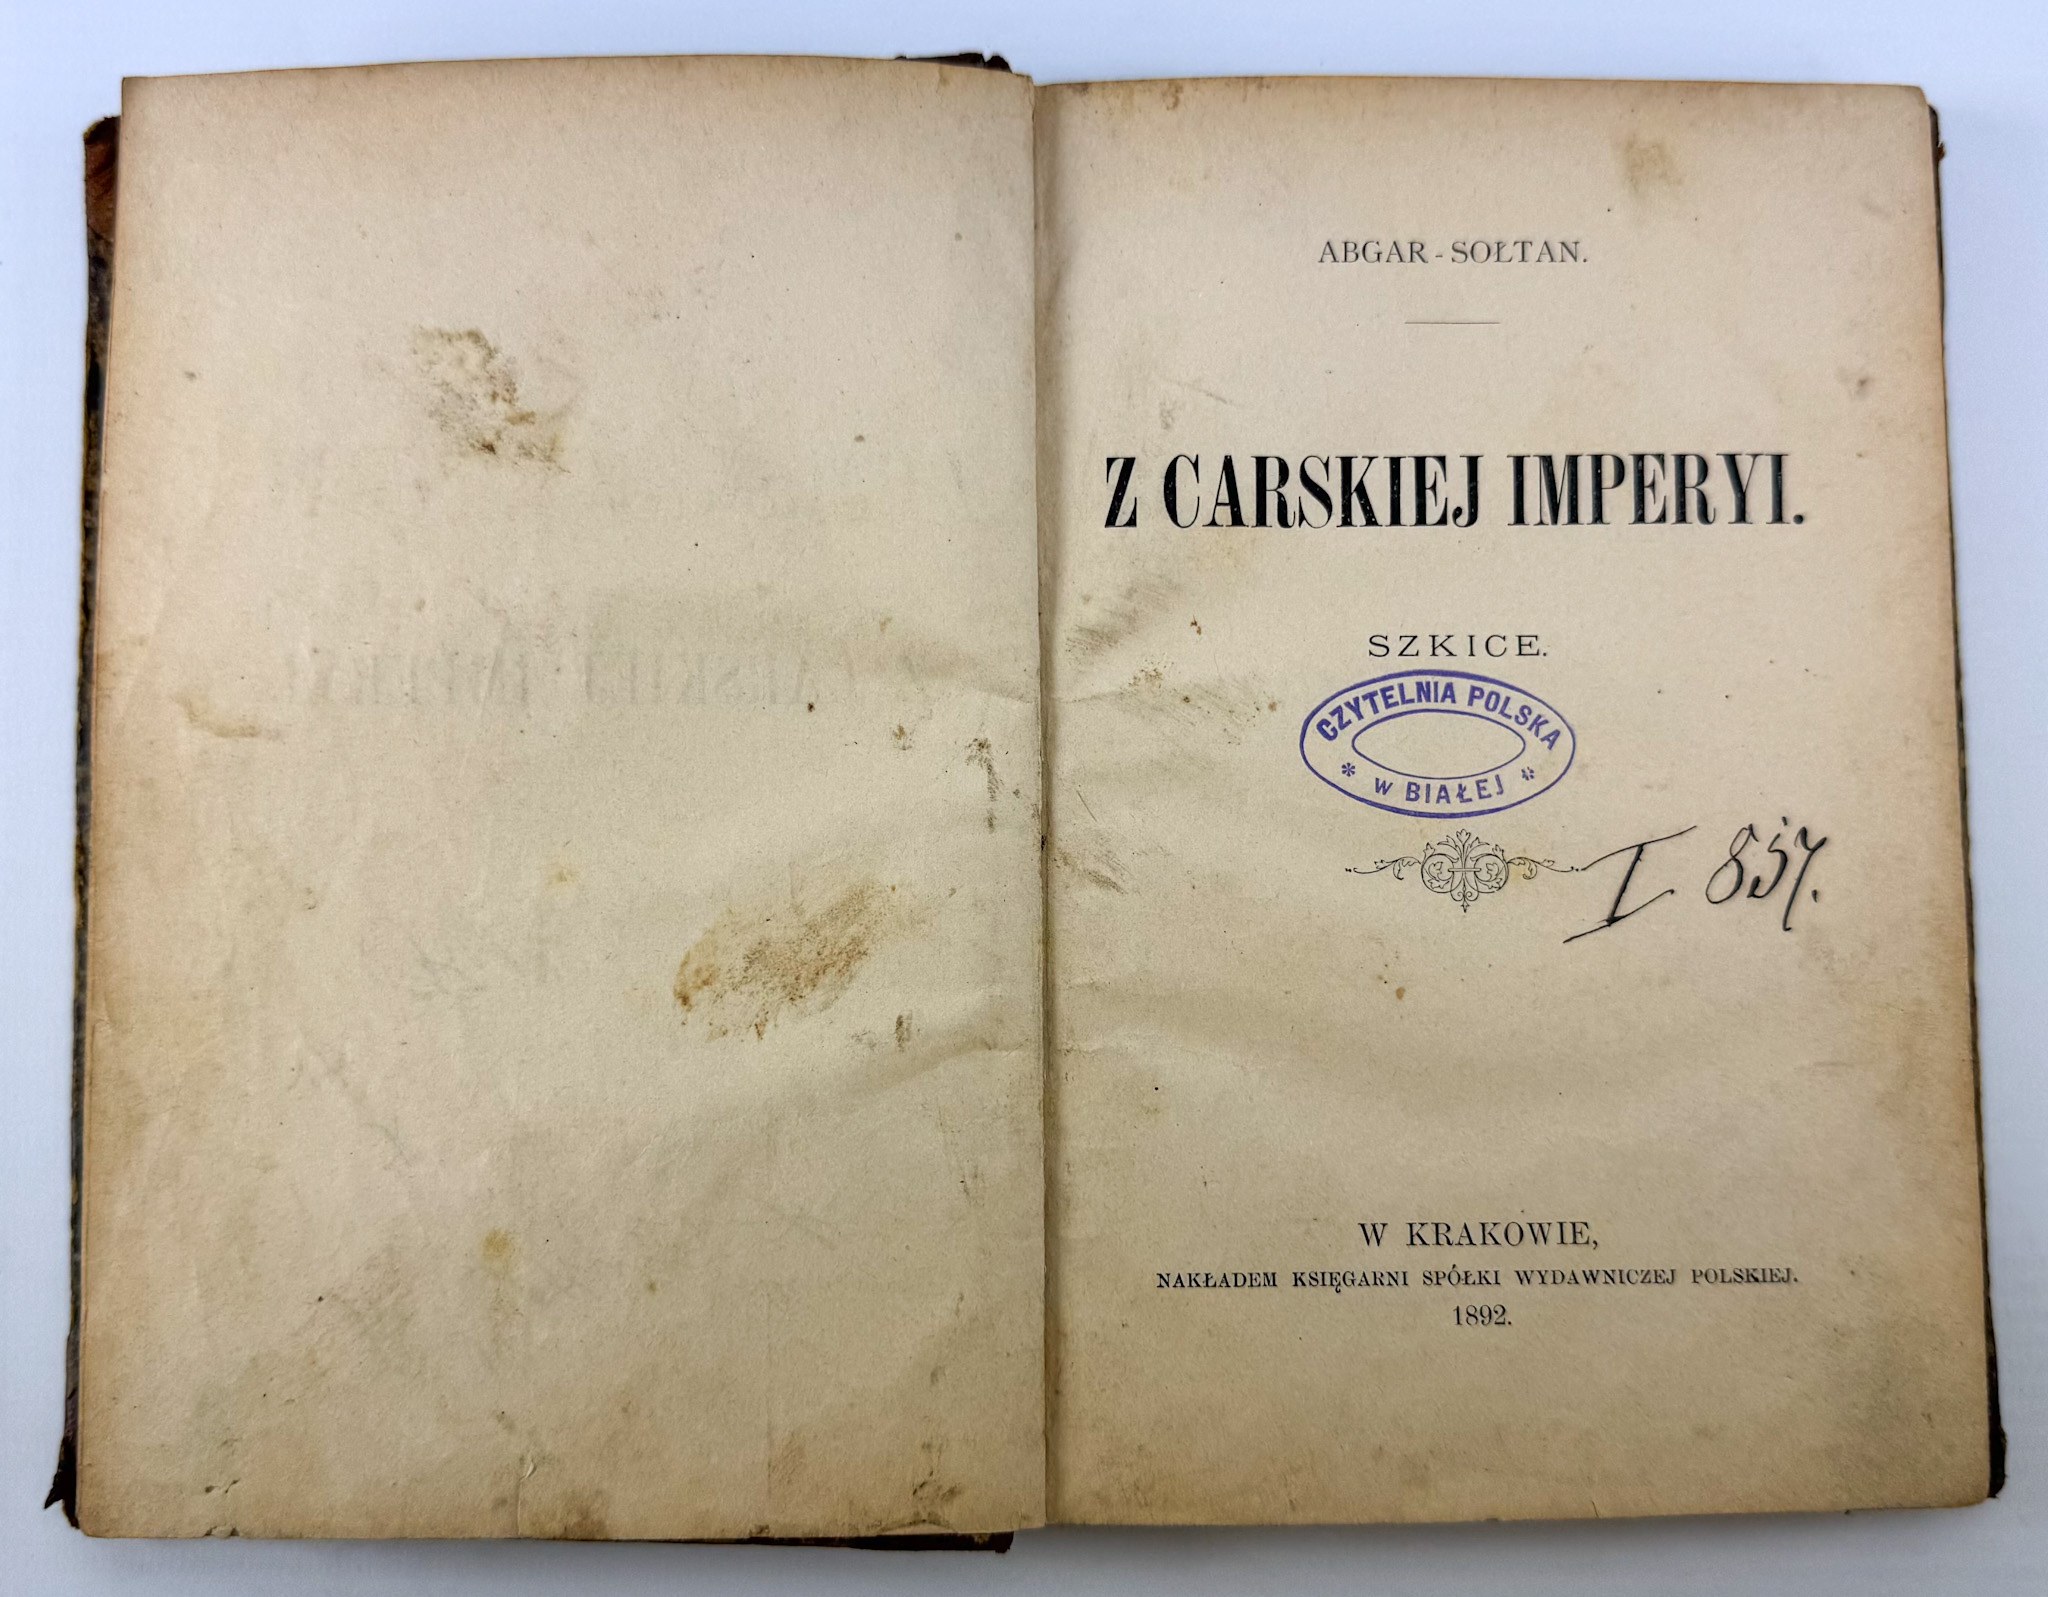 ABGAR-SOŁTAN.
Z CARSKIEJ IMPERYI.
SZKICE.
CZYTELNIA POLSKA
* W BIAŁEJ *
I 857.
W KRAKOWIE,
NAKŁADEM KSIĘGARNI SPÓŁKI WYDAWNICZEJ POLSKIEJ.
1892.